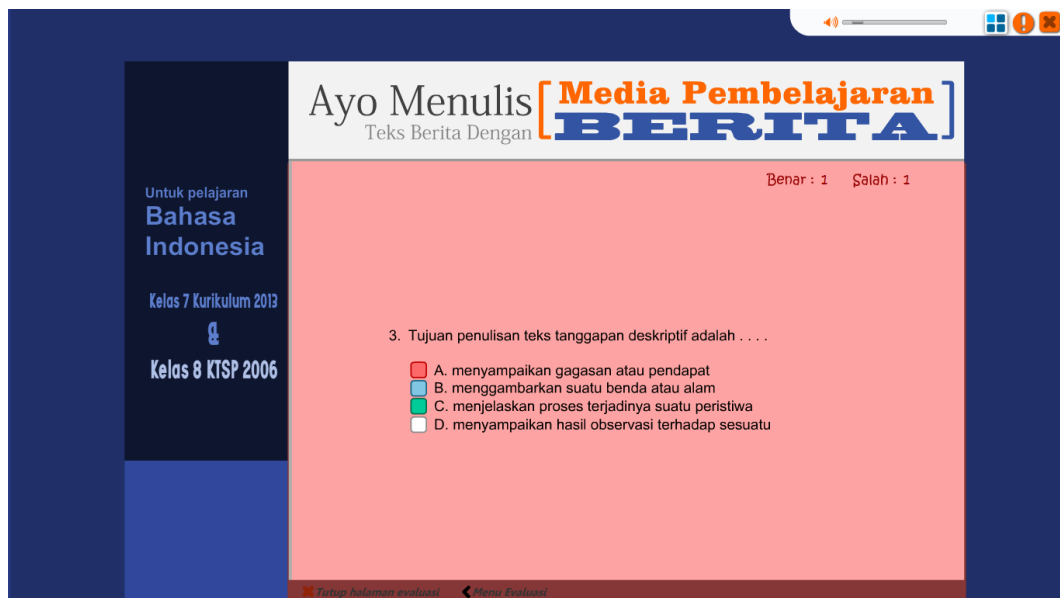 Ayo Menulis
Teks Berita Dengan
Media Pembelajaran
BERITA
Benar : 1 Salah : 1
Untuk pelajaran
Bahasa
Indonesia
Kelas 7 Kurikulum 2013
&
Kelas 8 KTSP 2006
3. Tujuan penulisan teks tanggapan deskriptif adalah . . . .
A. menyampaikan gagasan atau pendapat
B. menggambarkan suatu benda atau alam
C. menjelaskan proses terjadinya suatu peristiwa
D. menyampaikan hasil observasi terhadap sesuatu
Tutup halaman evaluasi Menu Evaluasi